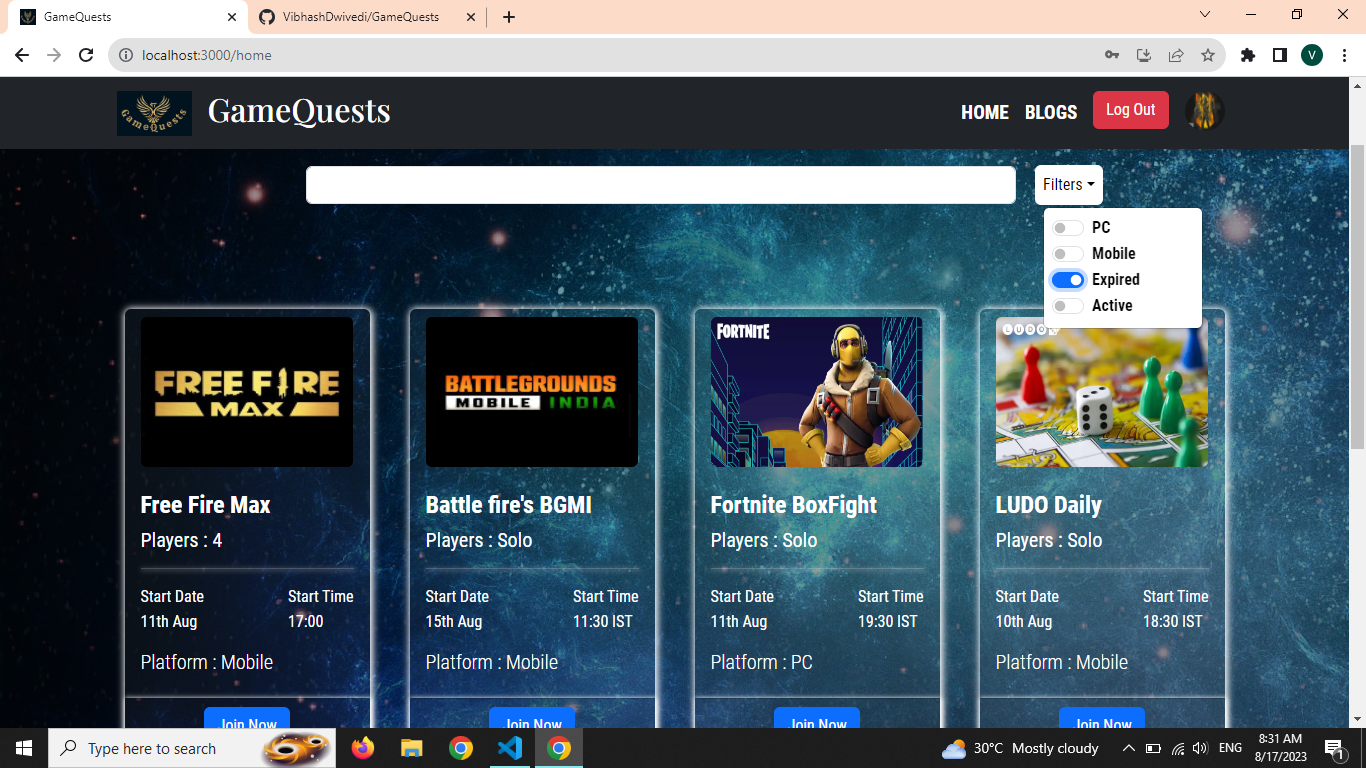 GameQuests
VibhashDwivedi/GameQuests
localhost:3000/home
V
GameQuests
GameQuests
HOME
BLOGS
Log Out
Filters
PC
Mobile
Expired
Active
FREE FIRE
MAX
BATTLEGROUNDS
MOBILE INDIA
FORTNITE
LUDO
Free Fire Max
Players : 4
Start Date
Start Time
11th Aug
17:00
Platform : Mobile
Join Now
Battle fire's BGMI
Players : Solo
Start Date
Start Time
15th Aug
11:30 IST
Platform : Mobile
Join Now
Fortnite BoxFight
Players : Solo
Start Date
Start Time
11th Aug
19:30 IST
Platform : PC
Join Now
LUDO Daily
Players : Solo
Start Date
Start Time
10th Aug
18:30 IST
Platform : Mobile
Join Now
Type here to search
30°C Mostly cloudy
ENG
8:31 AM
8/17/2023
1